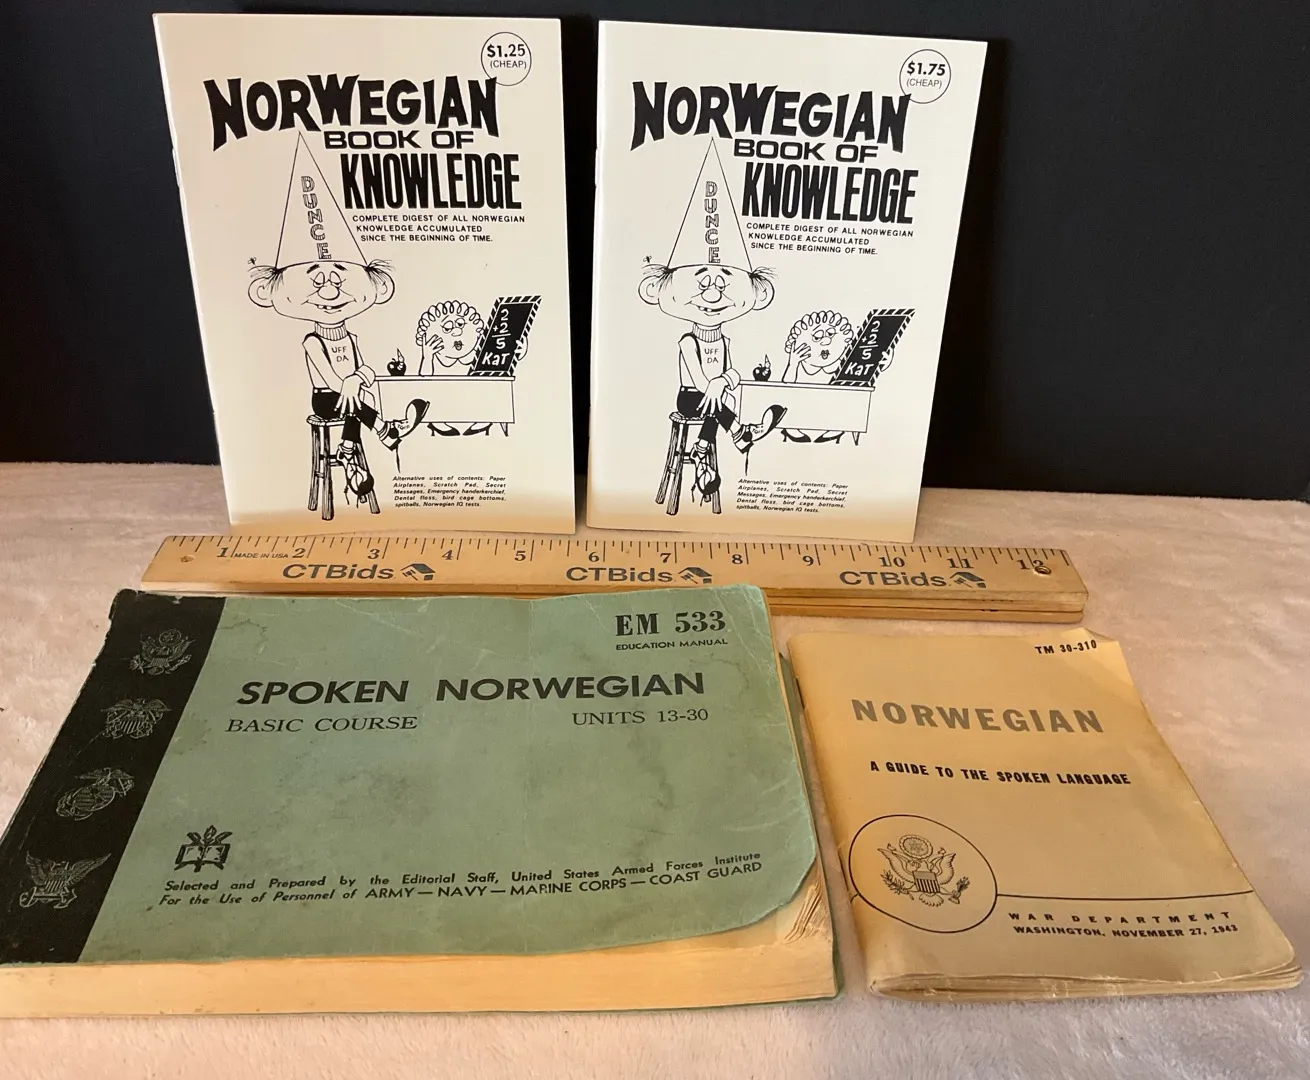 $1.25
(CHEAP)
NORWEGIAN
BOOK OF
KNOWLEDGE
COMPLETE DIGEST OF ALL NORWEGIAN
KNOWLEDGE ACCUMULATED
SINCE THE BEGINNING OF TIME.
DUNCE
UFF
DA
2
+2
5
KaT
Alternative uses of contents: Paper
Airplanes, Scratch Pad, Secret
Messages, Emergency handerkerchief,
Dental floss, bird cage bottoms,
spitballs, Norwegian IQ tests.
$1.75
(CHEAP)
NORWEGIAN
BOOK OF
KNOWLEDGE
COMPLETE DIGEST OF ALL NORWEGIAN
KNOWLEDGE ACCUMULATED
SINCE THE BEGINNING OF TIME.
DUNCE
UFF
DA
2
+2
5
KaT
Alternative uses of contents: Paper
Airplanes, Scratch Pad, Secret
Messages, Emergency handerkerchief,
Dental floss, bird cage bottoms,
spitballs, Norwegian IQ tests.
1 MADE IN USA 2 3 4 5 6 7 8 9 10 11 12
CTBids CTBids CTBids
EM 533
EDUCATION MANUAL
SPOKEN NORWEGIAN
BASIC COURSE UNITS 13-30
Selected and Prepared by the Editorial Staff, United States Armed Forces Institute
For the Use of Personnel of ARMY—NAVY—MARINE CORPS—COAST GUARD
TM 30-310
NORWEGIAN
A GUIDE TO THE SPOKEN LANGUAGE
WAR DEPARTMENT
WASHINGTON, NOVEMBER 27, 1943